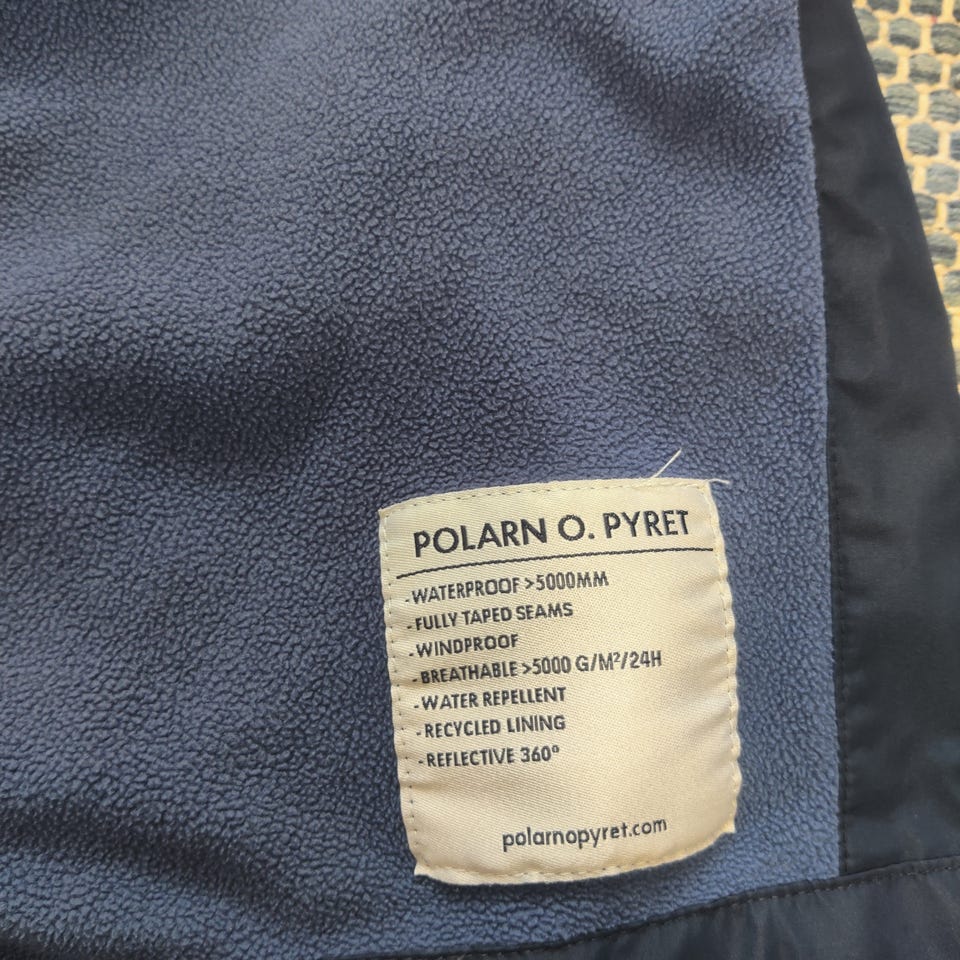 POLARN O. PYRET
-WATERPROOF >5000MM
-FULLY TAPED SEAMS
-WINDPROOF
-BREATHABLE >5000 G/M²/24H
-WATER REPELLENT
-RECYCLED LINING
-REFLECTIVE 360°
polarnopyret.com